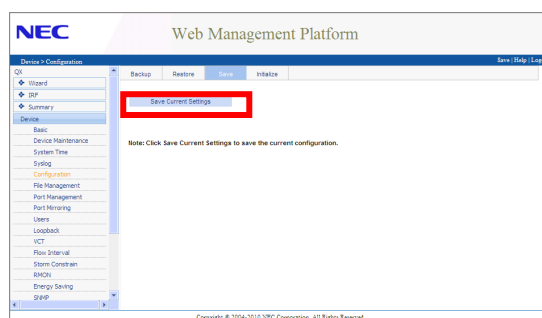 NEC
Web Management Platform
Device > Configuration
Save | Help | Log
QX
Wizard
IRF
Summary
Device
Basic
Device Maintenance
System Time
Syslog
Configuration
File Management
Port Management
Port Mirroring
Users
Loopback
VCT
Flow Interval
Storm Constrain
RMON
Energy Saving
SNMP
Backup Restore Save Initialize
Save Current Settings
Note: Click Save Current Settings to save the current configuration.
Copyright © 2004-2010 NEC Corporation. All Rights Reserved